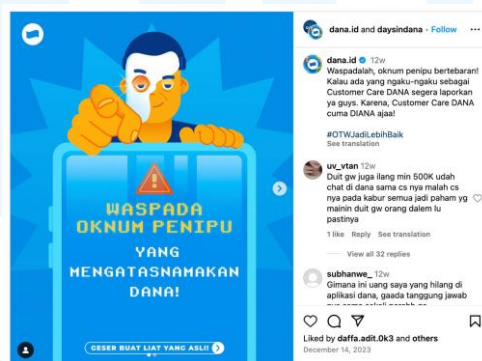 WASPADA
OKNUM PENIPU
YANG
MENGATASNAMAKAN
DANA!
GESER BUAT LIAT YANG ASLI!
dana.id and daysindana • Follow
dana.id 12w
Waspadalah, oknum penipu bertebaran!
Kalau ada yang ngaku-ngaku sebagai
Customer Care DANA segera laporkan
ya guys. Karena, Customer Care DANA
cuma DIANA ajaa!
#OTWJadiLebihBaik
See translation
uv_vtan 12w
Duit gw juga ilang min 500K udah
chat di dana sama cs nya malah cs
nya pada kabur semua jadi paham yg
mainin duit gw orang dalem lu
pastinya
1 like Reply See translation
View all 32 replies
subhanwe_ 12w
Gimana ini uang saya yang hilang di
aplikasi dana, gaada tanggung jawab
Liked by daffa.adit.0k3 and others
December 14, 2023